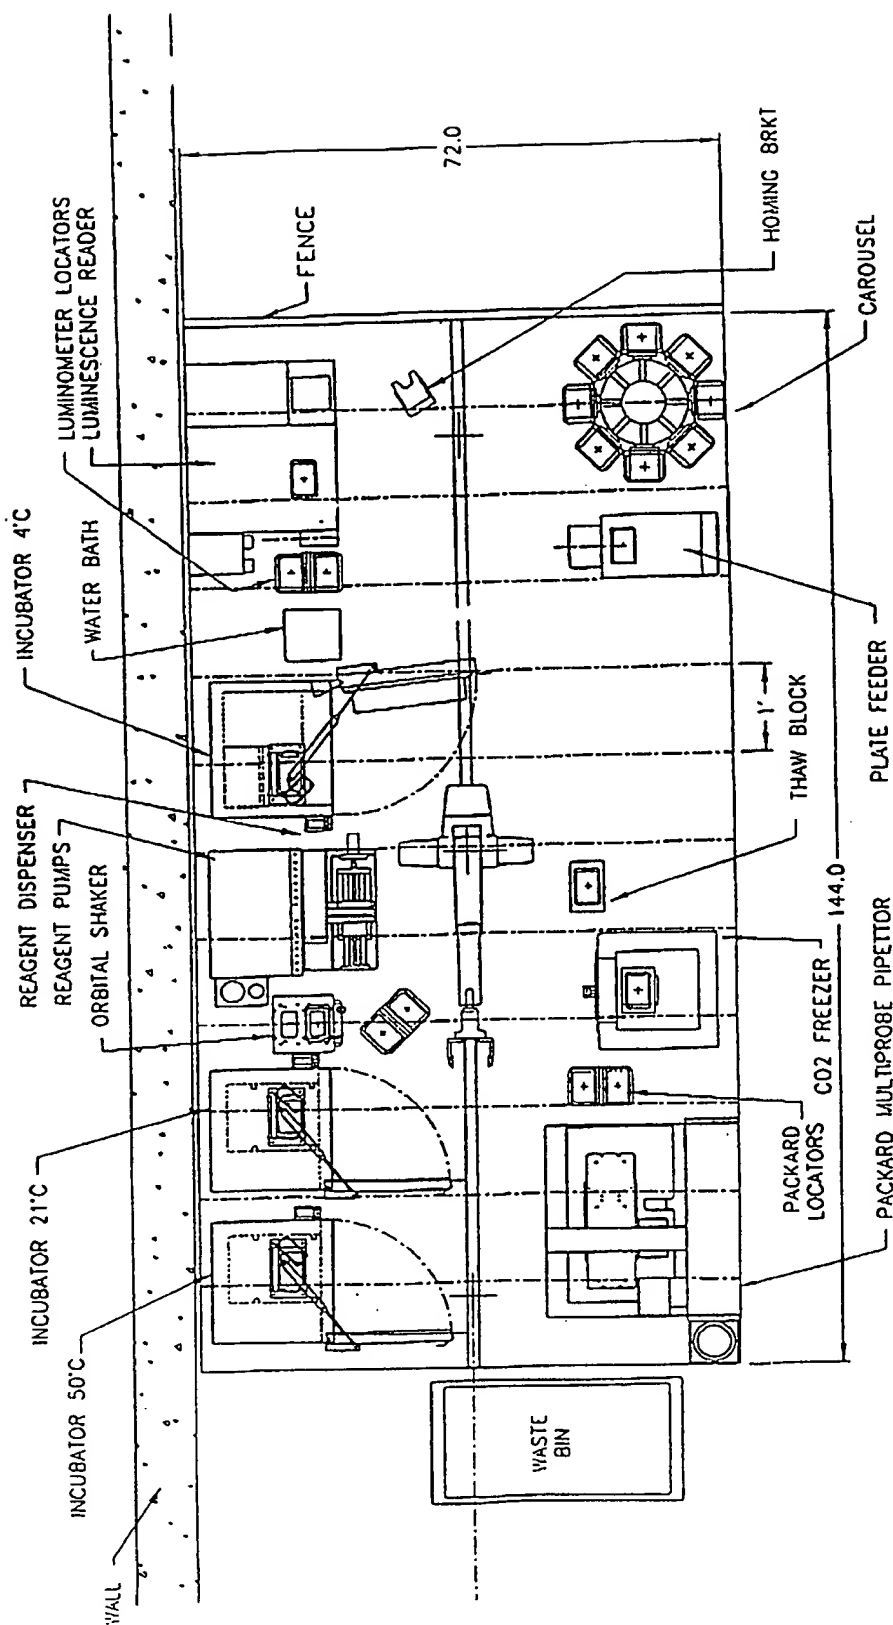 WALL
INCUBATOR 50°C
INCUBATOR 21°C
REAGENT DISPENSER
REAGENT PUMPS
ORBITAL SHAKER
INCUBATOR 4°C
WATER BATH
LUMINOMETER LOCATORS
LUMINESCENCE READER
FENCE
72.0
HOMING BRKT
CAROUSEL
PLATE FEEDER
1'
THAW BLOCK
144.0
CO2 FREEZER
PACKARD
LOCATORS
PACKARD MULTIPROBE PIPETTOR
WASTE
BIN